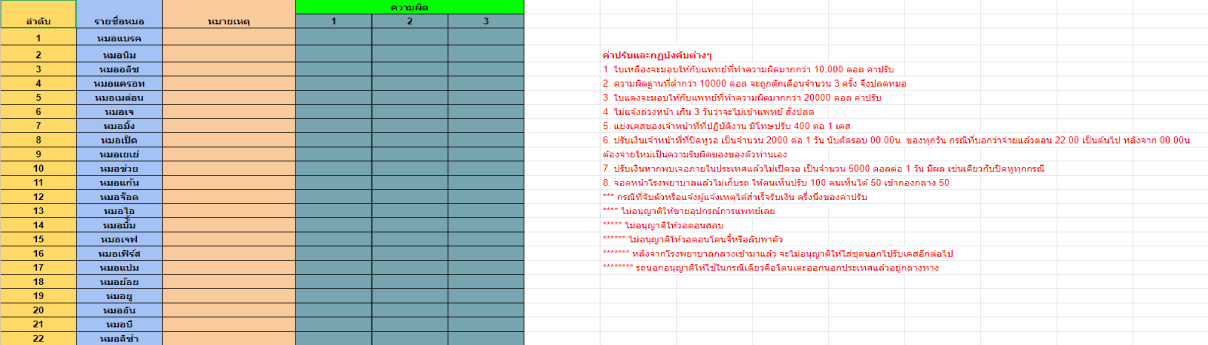 ความผิด
ลำดับ รายชื่อหมอ หมายเหตุ 1 2 3
1 หมอแบรค
2 หมอนิม
3 หมออลิซ
4 หมอแครอท
5 หมอเมล่อน
6 หมอเจ
7 หมอมิ้ง
8 หมอเป็ด
9 หมอเยเย่
10 หมอช่วย
11 หมอแก้น
12 หมอจ๊อด
13 หมอไอ
14 หมอมิ้ม
15 หมอเจฟ
16 หมอเฟิร์ส
17 หมอแปม
18 หมอย้อย
19 หมอยู
20 หมออัน
21 หมอบี
22 หมอลิซ่า
ค่าปรับและกฎบังคับต่างๆ
1. ใบเหลืองจะมอบให้กับแพทย์ที่ทำความผิดมากกว่า 10,000 ดอล ค่าปรับ
2. ความผิดฐานที่ต่ำกว่า 10000 ดอล จะถูกตักเตือนจำนวน 3 ครั้ง จึงปลดหมอ
3. ใบแดงจะมอบให้กับแพทย์ที่ทำความผิดมากกว่า 20000 ดอล ค่าปรับ
4. ไม่แจ้งล่วงหน้า เกิน 3 วันว่าจะไม่เข้าแพทย์ สั่งปลด
5. แย่งเคสของเจ้าหน้าที่ที่ปฏิบัติงาน มีโทษปรับ 400 ต่อ 1 เคส
6. ปรับเงินเจ้าหน้าที่ที่ปิดหูวอ เป็นจำนวน 2000 ต่อ 1 วัน นับตัดรอบ 00.00น. ของทุกวัน กรณีที่บอกว่าจ่ายแล้วตอน 22.00 เป็นต้นไป หลังจาก 00.00น
ต้องจ่ายใหม่เป็นความรับผิดของของตัวท่านเอง
7. ปรับเงินหากพบเจอภายในประเทศแล้วไม่เปิดวอ เป็นจำนวน 5000 ดอลต่อ 1 วัน มีผล เช่นเดียวกับปิดหูทุกกรณี
8. จอดหน้าโรงพยาบาลแล้วไม่เก็บรถ ให้คนเห็นปรับ 100 คนเห็นได้ 50 เข้ากองกลาง 50
*** กรณีที่จับตัวหรือแจ้งผู้แจ้งเหตุได้สำเร็จรับเงิน ครึ่งนึงของค่าปรับ
**** ไม่อนุญาติให้ขายอุปกรณ์การแพทย์เลย
***** ไม่อนุญาติให้วอตอนสลบ
****** ไม่อนุญาติให้วอตอนโดนจี้หรือลับพาตัว
******* หลังจากโรงพยาบาลกลางเข้ามาแล้ว จะไม่อนุญาติให้ใส่ชุดนอกไปรับเคสอีกต่อไป
******** รถนอกอนุญาติให้ใช้ในกรณีเดียวคือโดนเตะออกนอกประเทศแล้วอยู่กลางทาง